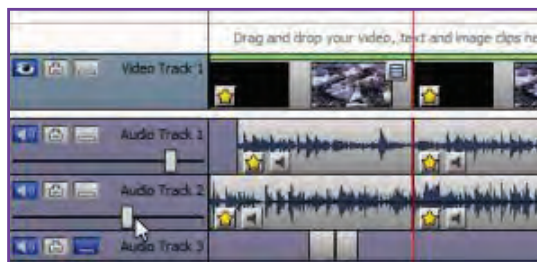 Drag and drop your video, text and image clips he
Video Track 1
Audio Track 1
Audio Track 2
Audio Track 3